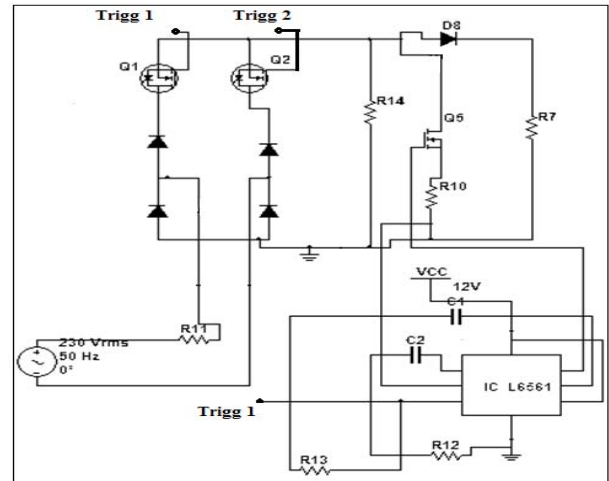 Trigg 1
Trigg 2
D8
Q1
Q2
R14
Q5
R7
R10
VCC
12V
C1
R11
230 Vrms
50 Hz
0°
C2
IC L6561
Trigg 1
R12
R13